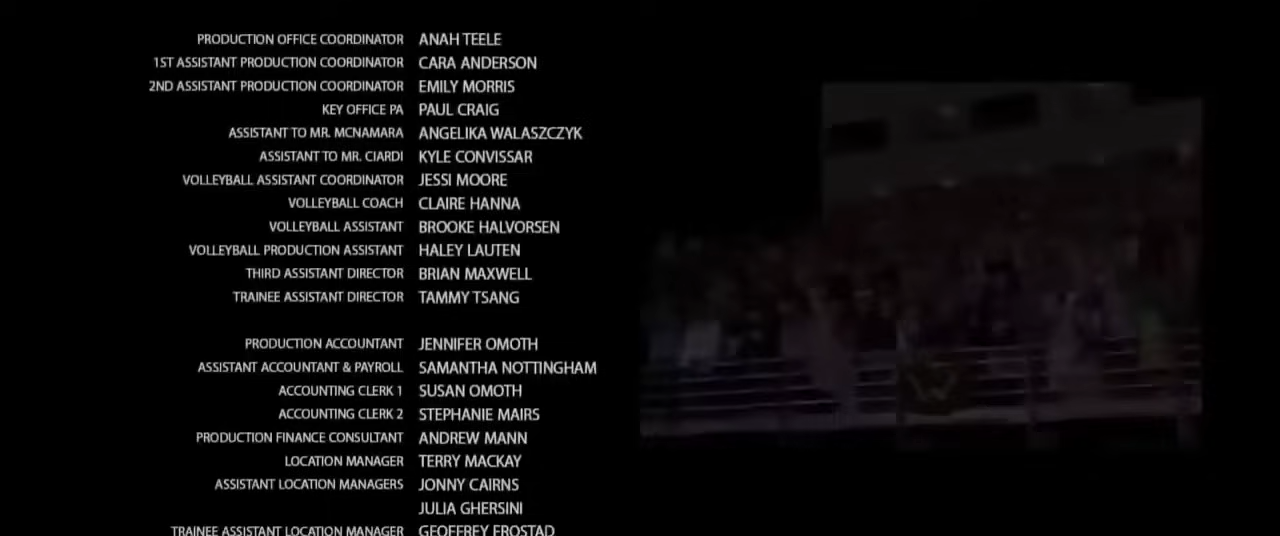 PRODUCTION OFFICE COORDINATOR ANAH TEELE
1ST ASSISTANT PRODUCTION COORDINATOR CARA ANDERSON
2ND ASSISTANT PRODUCTION COORDINATOR EMILY MORRIS
KEY OFFICE PA PAUL CRAIG
ASSISTANT TO MR. MCNAMARA ANGELIKA WALASZCZYK
ASSISTANT TO MR. CIARDI KYLE CONVISSAR
VOLLEYBALL ASSISTANT COORDINATOR JESSI MOORE
VOLLEYBALL COACH CLAIRE HANNA
VOLLEYBALL ASSISTANT BROOKE HALVORSEN
VOLLEYBALL PRODUCTION ASSISTANT HALEY LAUTEN
THIRD ASSISTANT DIRECTOR BRIAN MAXWELL
TRAINEE ASSISTANT DIRECTOR TAMMY TSANG
PRODUCTION ACCOUNTANT JENNIFER OMOTH
ASSISTANT ACCOUNTANT & PAYROLL SAMANTHA NOTTINGHAM
ACCOUNTING CLERK 1 SUSAN OMOTH
ACCOUNTING CLERK 2 STEPHANIE MAIRS
PRODUCTION FINANCE CONSULTANT ANDREW MANN
LOCATION MANAGER TERRY MACKAY
ASSISTANT LOCATION MANAGERS JONNY CAIRNS
JULIA GHERSINI
TRAINEE ASSISTANT LOCATION MANAGER GEOFFREY FROSTAD
W